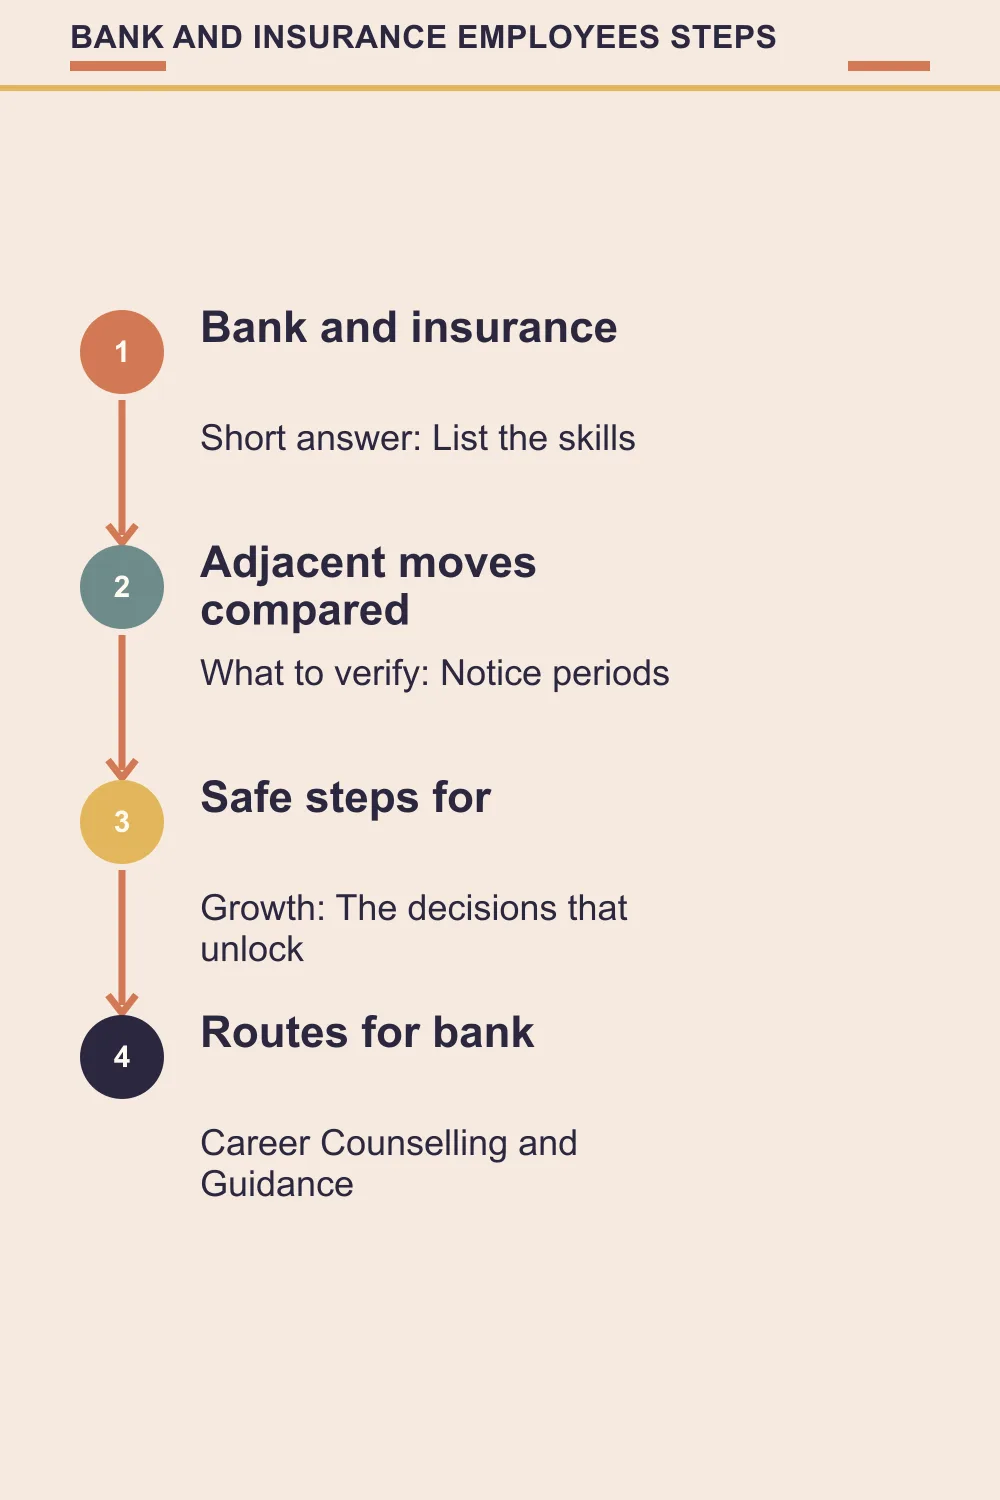 BANK AND INSURANCE EMPLOYEES STEPS
1
Bank and insurance
Short answer: List the skills
2
Adjacent moves
compared
What to verify: Notice periods
3
Safe steps for
Growth: The decisions that
unlock
4
Routes for bank
Career Counselling and
Guidance